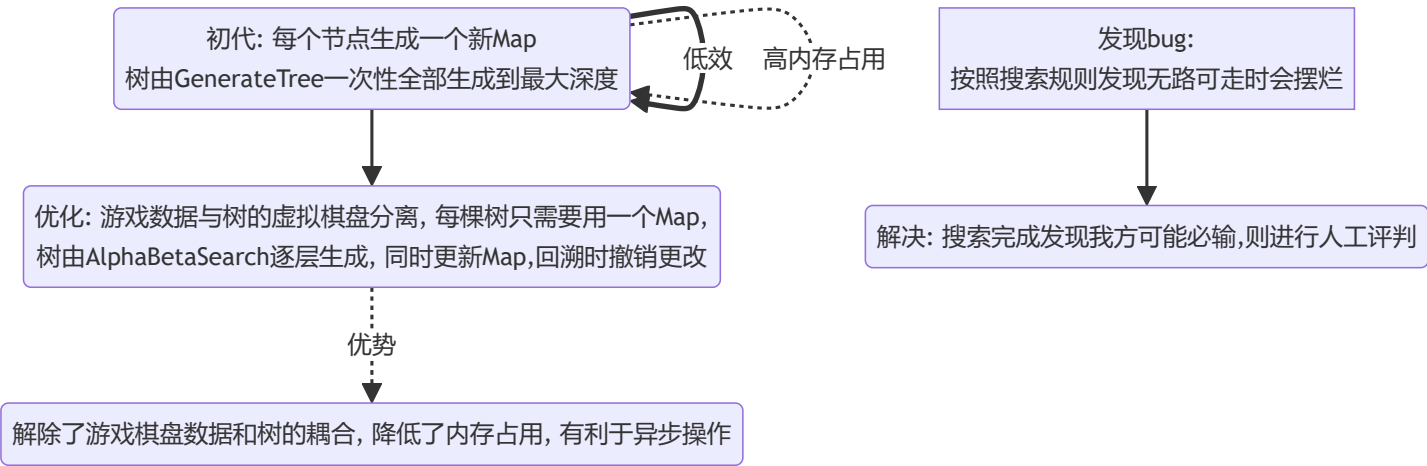 初代: 每个节点生成一个新Map
树由GenerateTree一次性全部生成到最大深度
低效
高内存占用
优化: 游戏数据与树的虚拟棋盘分离, 每棵树只需要用一个Map,
树由AlphaBetaSearch逐层生成, 同时更新Map,回溯时撤销更改
优势
解除了游戏棋盘数据和树的耦合, 降低了内存占用, 有利于异步操作
发现bug:
按照搜索规则发现无路可走时会摆烂
解决: 搜索完成发现我方可能必输,则进行人工评判